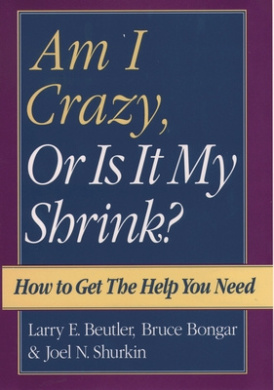 Am I
Crazy,
Or Is It My
Shrink?
How to Get The Help You Need
Larry E. Beutler, Bruce Bongar
& Joel N. Shurkin